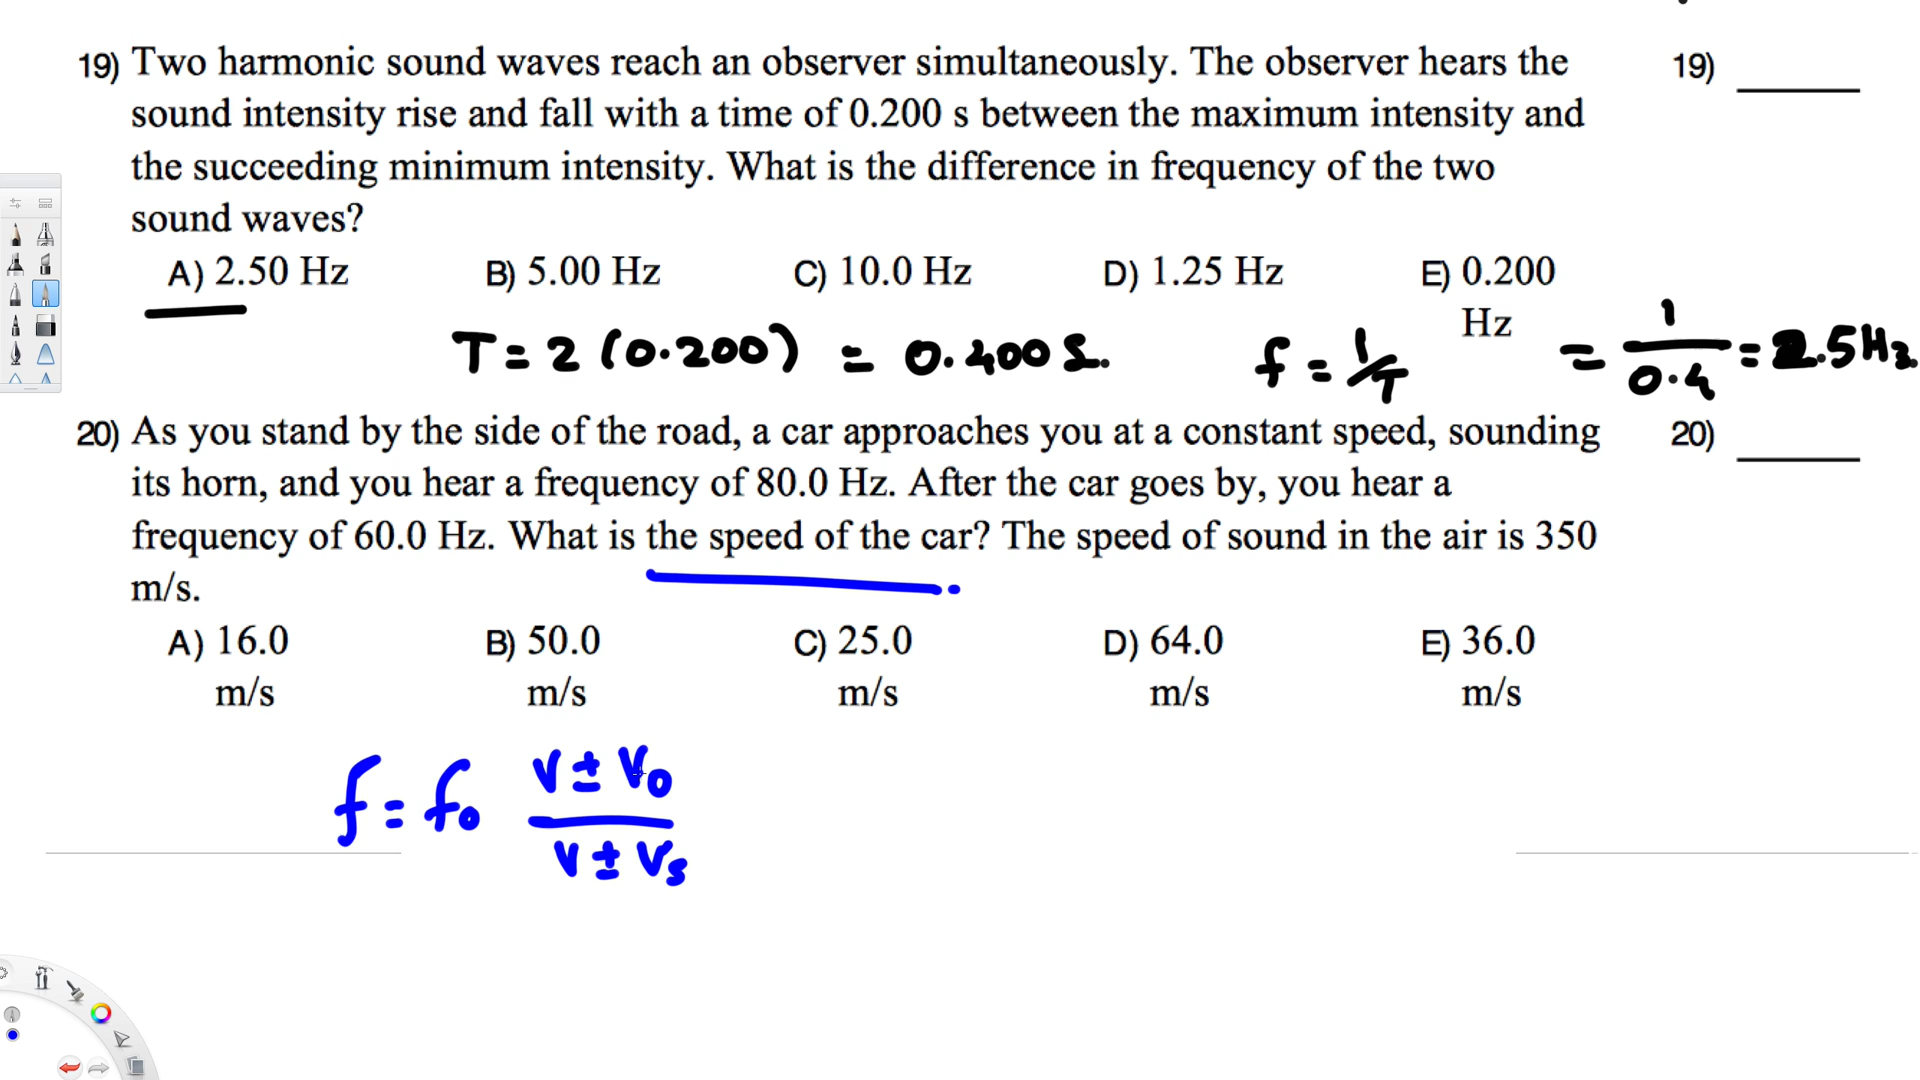 19) Two harmonic sound waves reach an observer simultaneously. The observer hears the 19) ______
sound intensity rise and fall with a time of 0.200 s between the maximum intensity and
the succeeding minimum intensity. What is the difference in frequency of the two
sound waves?
A) 2.50 Hz B) 5.00 Hz C) 10.0 Hz D) 1.25 Hz E) 0.200
Hz
T = 2 (0.200) = 0.400 S. f = 1/T = 1/0.4 = 2.5 Hz.
20) As you stand by the side of the road, a car approaches you at a constant speed, sounding 20) ______
its horn, and you hear a frequency of 80.0 Hz. After the car goes by, you hear a
frequency of 60.0 Hz. What is the speed of the car? The speed of sound in the air is 350
m/s.
A) 16.0 B) 50.0 C) 25.0 D) 64.0 E) 36.0
m/s m/s m/s m/s m/s
V ± Vo
f = fo
V ± Vs